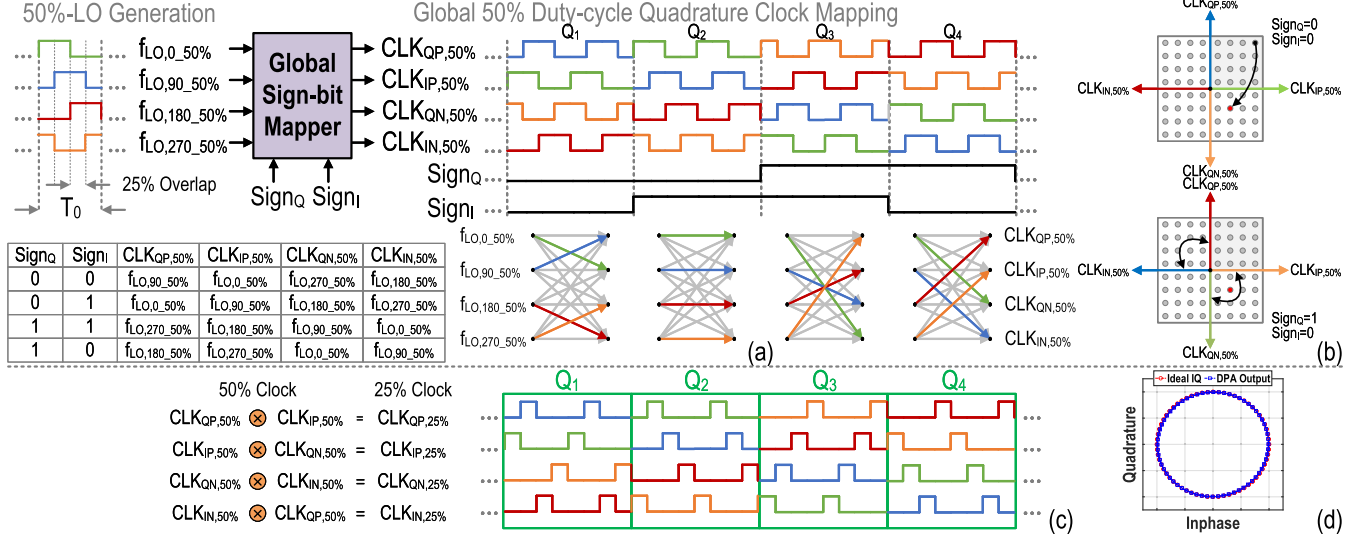 50%-LO Generation
Global 50% Duty-cycle Quadrature Clock Mapping
fLO,0_50%
fLO,90_50%
fLO,180_50%
fLO,270_50%
Global
Sign-bit
Mapper
SignQ SignI
CLKQP,50%
CLKIP,50%
CLKQN,50%
CLKIN,50%
25% Overlap
T0
Q1 Q2 Q3 Q4
SignQ
SignI
SignQ SignI CLKQP,50% CLKIP,50% CLKQN,50% CLKIN,50%
0 0 fLO,90_50% fLO,0_50% fLO,270_50% fLO,180_50%
0 1 fLO,0_50% fLO,90_50% fLO,180_50% fLO,270_50%
1 1 fLO,270_50% fLO,180_50% fLO,90_50% fLO,0_50%
1 0 fLO,180_50% fLO,270_50% fLO,0_50% fLO,90_50%
fLO,0_50%
fLO,90_50%
fLO,180_50%
fLO,270_50%
CLKQP,50%
CLKIP,50%
CLKQN,50%
CLKIN,50%
(a)
CLKQP,50%
SignQ=0
SignI=0
CLKIN,50%
CLKIP,50%
CLKQN,50%
CLKQP,50%
CLKIN,50%
CLKIP,50%
SignQ=1
SignI=0
CLKQN,50%
(b)
50% Clock 25% Clock
CLKQP,50% ⊗ CLKIP,50% = CLKQP,25%
CLKIP,50% ⊗ CLKQN,50% = CLKIP,25%
CLKQN,50% ⊗ CLKIN,50% = CLKQN,25%
CLKIN,50% ⊗ CLKQP,50% = CLKIN,25%
Q1 Q2 Q3 Q4
(c)
Ideal IQ DPA Output
Quadrature
Inphase
(d)